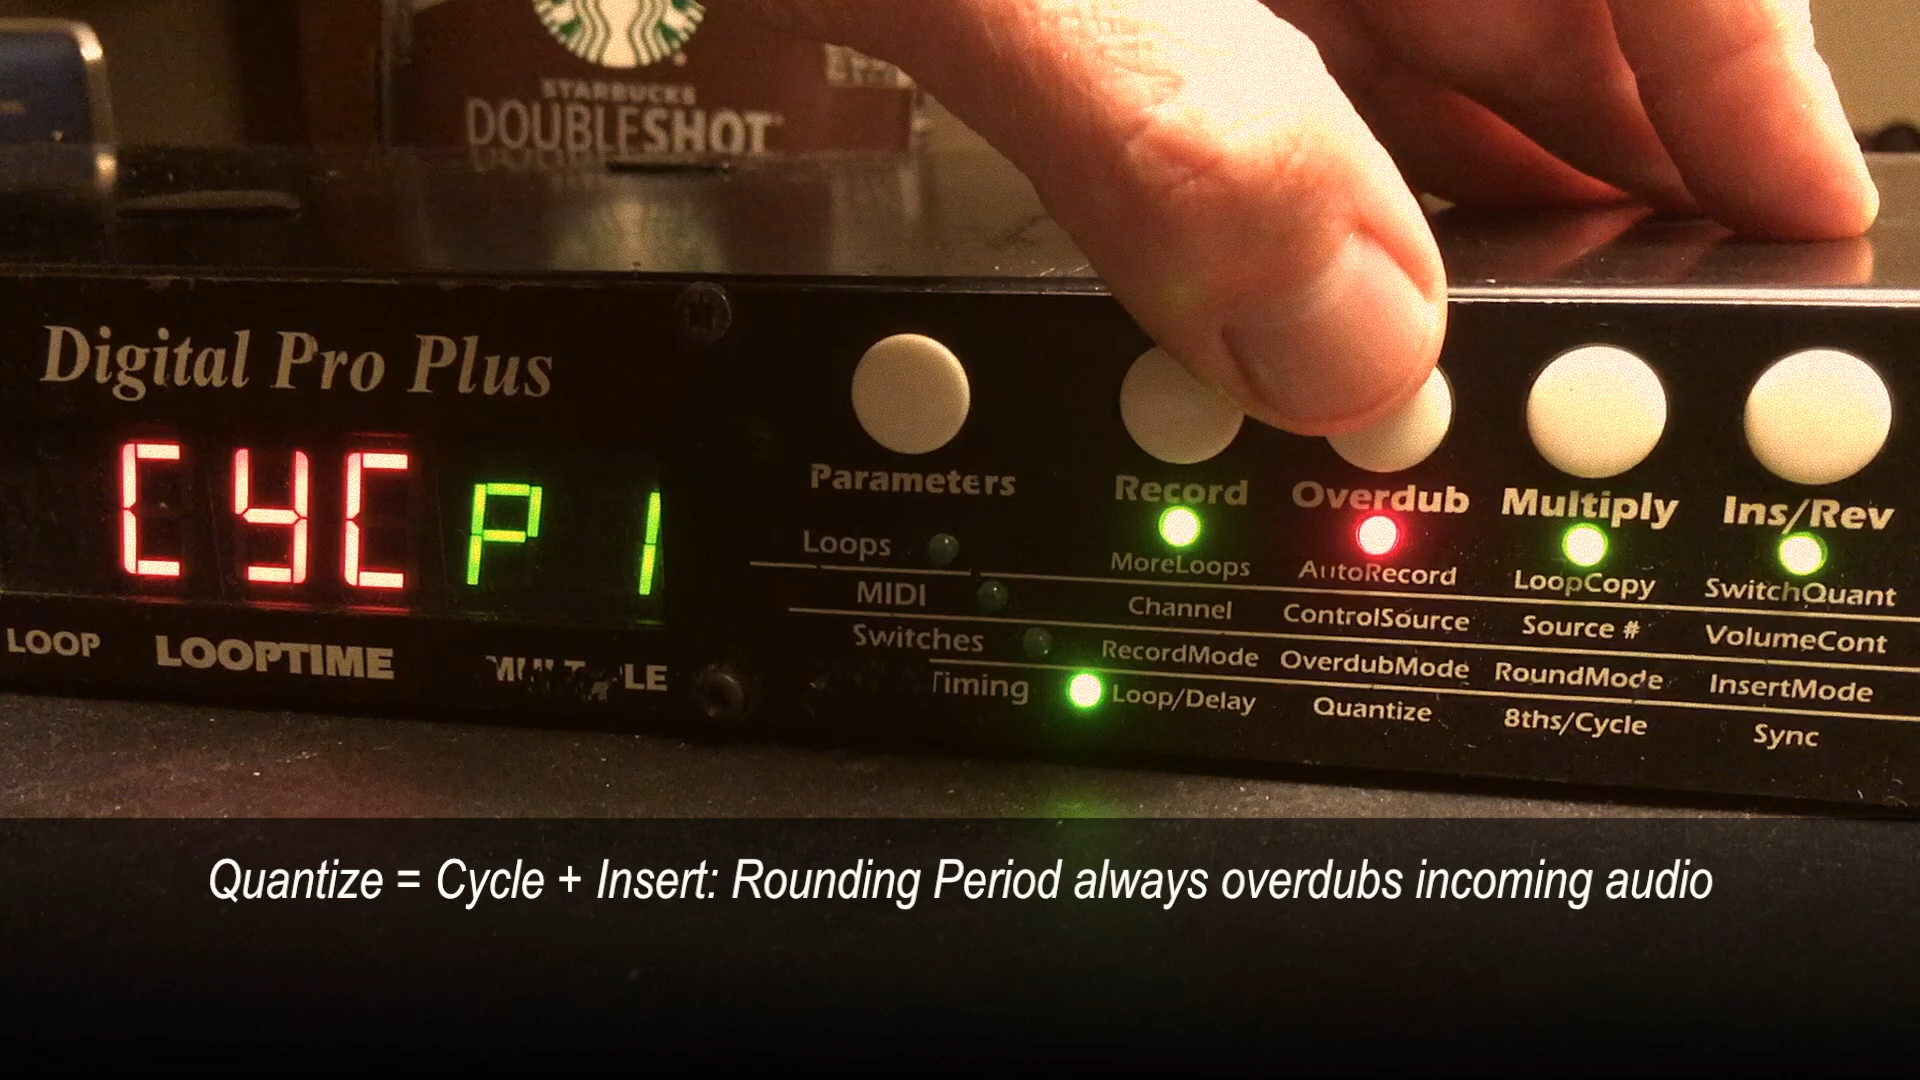 STARBUCKS
DOUBLESHOT
Digital Pro Plus
CYC P 1
LOOP LOOPTIME
Parameters Record Overdub Multiply Ins/Rev
Loops MoreLoops AutoRecord LoopCopy SwitchQuant
MIDI Channel ControlSource Source # VolumeCont
Switches RecordMode OverdubMode RoundMode InsertMode
Timing Loop/Delay Quantize 8ths/Cycle Sync
Quantize = Cycle + Insert: Rounding Period always overdubs incoming audio